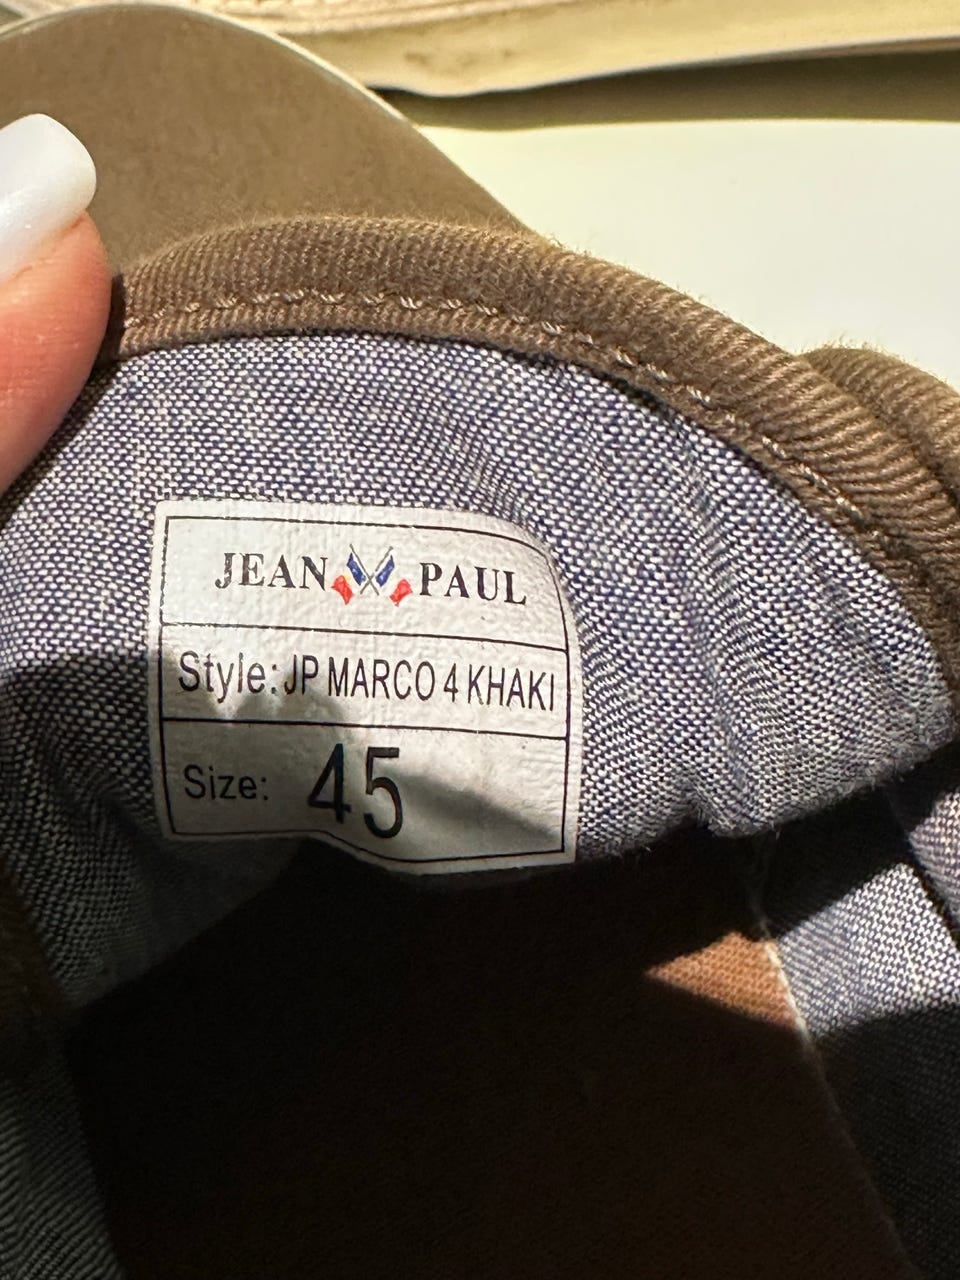 JEAN PAUL
Style: JP MARCO 4 KHAKI
Size: 45